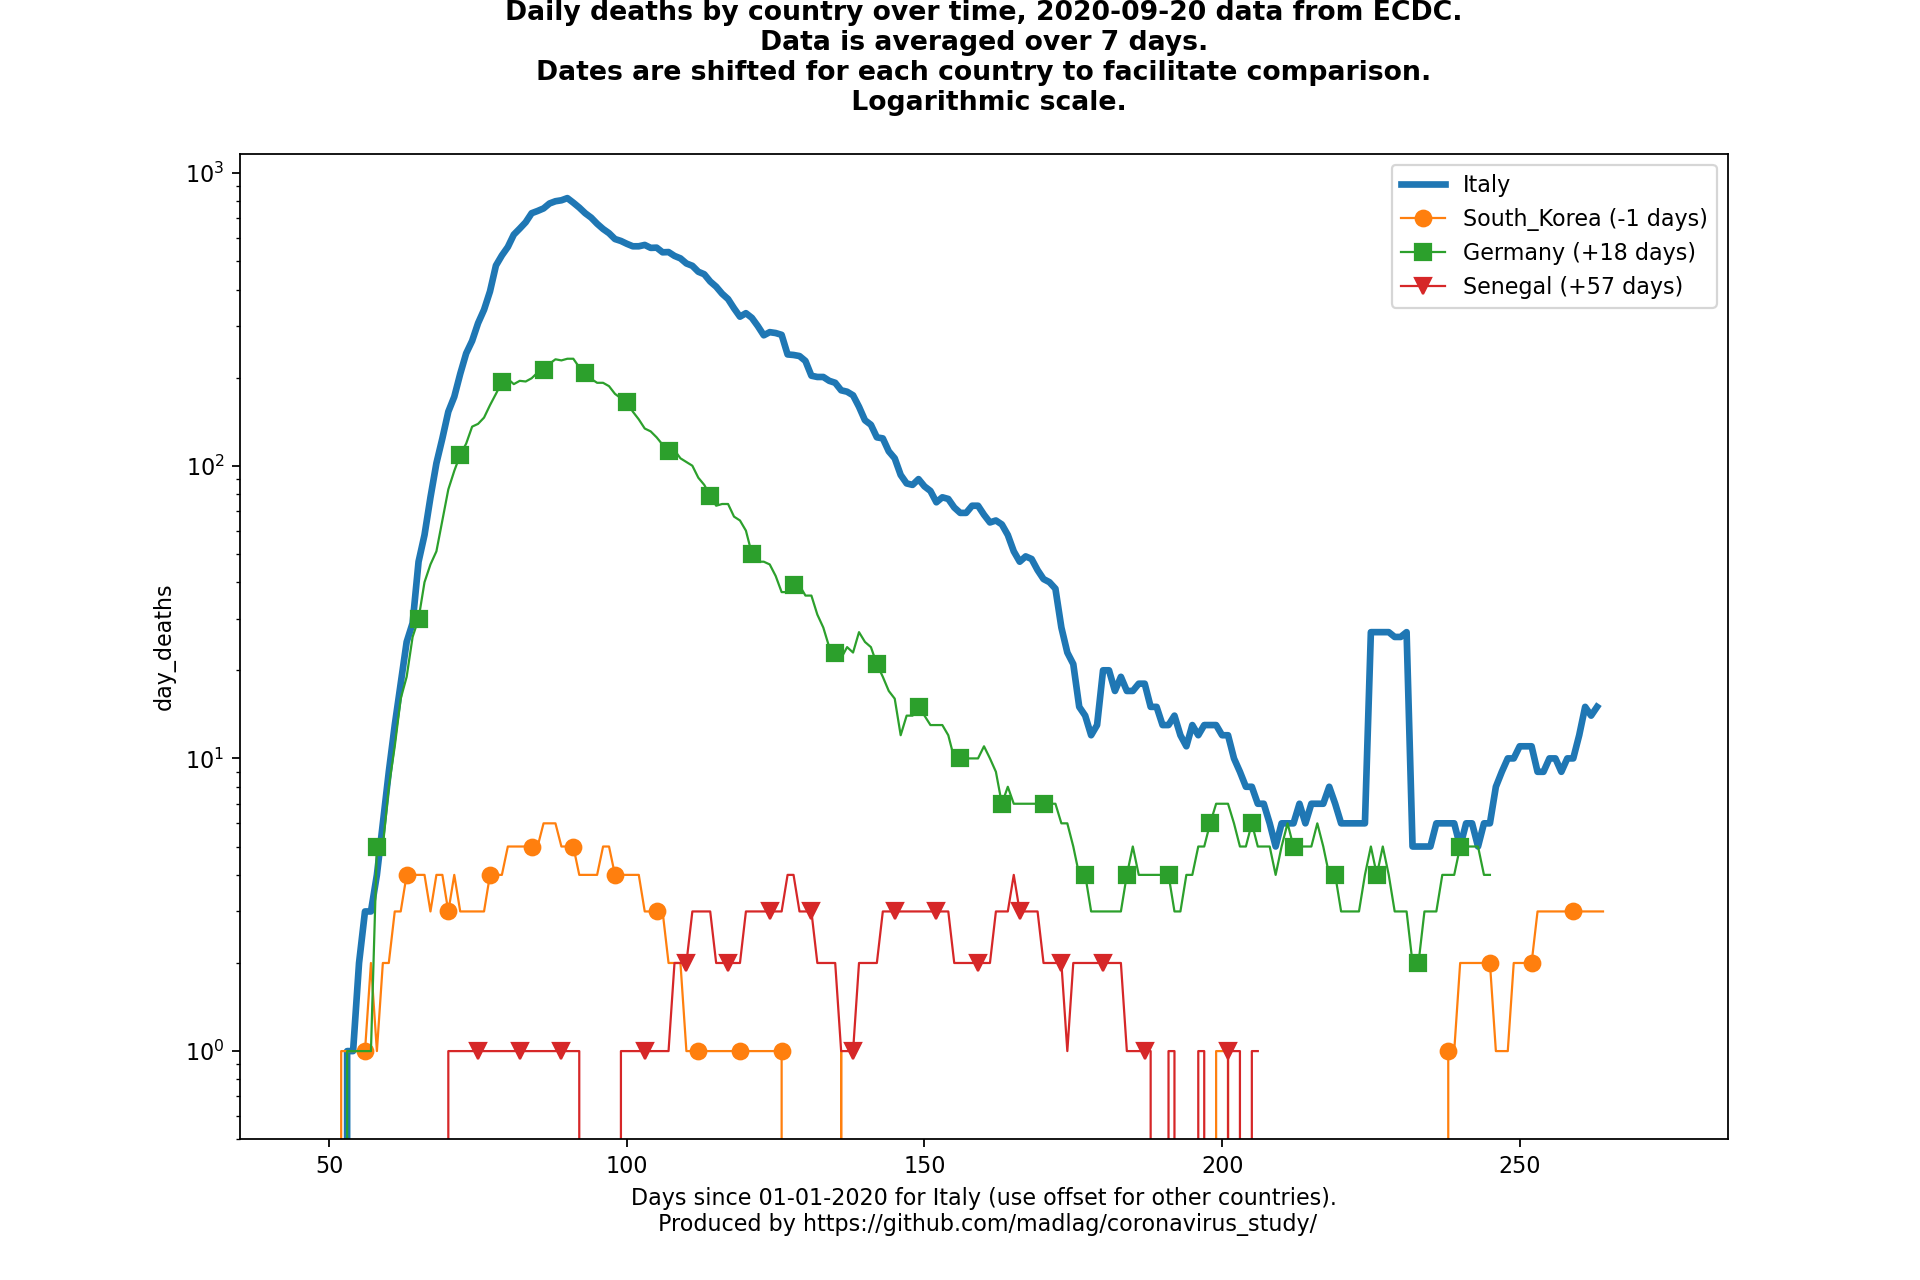 Daily deaths by country over time, 2020-09-20 data from ECDC.
Data is averaged over 7 days.
Dates are shifted for each country to facilitate comparison.
Logarithmic scale.
10³
10²
10¹
10⁰
day_deaths
Italy
South_Korea (-1 days)
Germany (+18 days)
Senegal (+57 days)
50 100 150 200 250
Days since 01-01-2020 for Italy (use offset for other countries).
Produced by https://github.com/madlag/coronavirus_study/